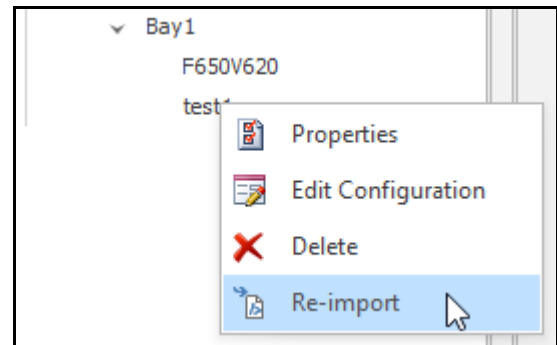 Bay1
F650V620
test1
Properties
Edit Configuration
Delete
Re-import